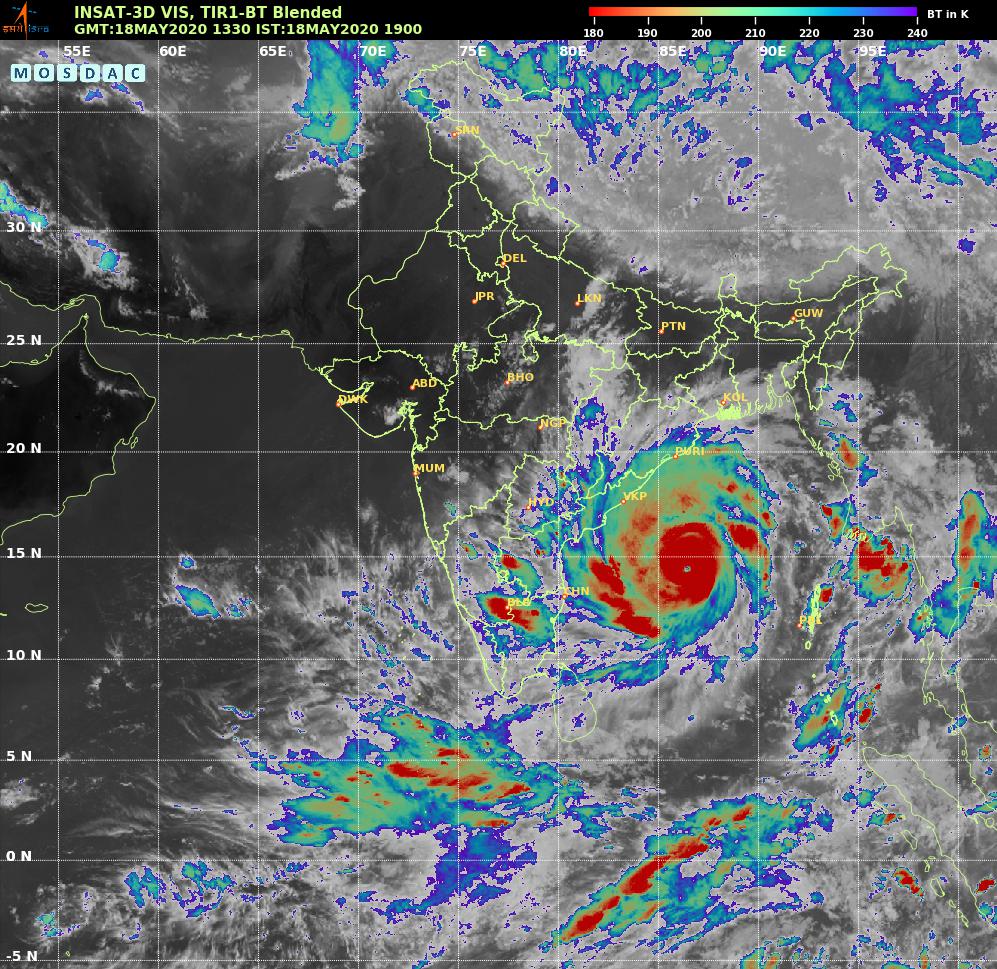 INSAT-3D VIS, TIR1-BT Blended
GMT:18MAY2020 1330 IST:18MAY2020 1900
BT in K
180 190 200 210 220 230 240
55E 60E 65E 70E 75E 80E 85E 90E 95E
M O S D A C
SRN
30 N
DEL
JPR LKN
GUW
PTN
25 N
BHO
ABD
DWK KOL
NGP
20 N PURI
MUM
VKP
HYD
15 N
CHN
BLR
PBL
10 N
5 N
0 N
-5 N